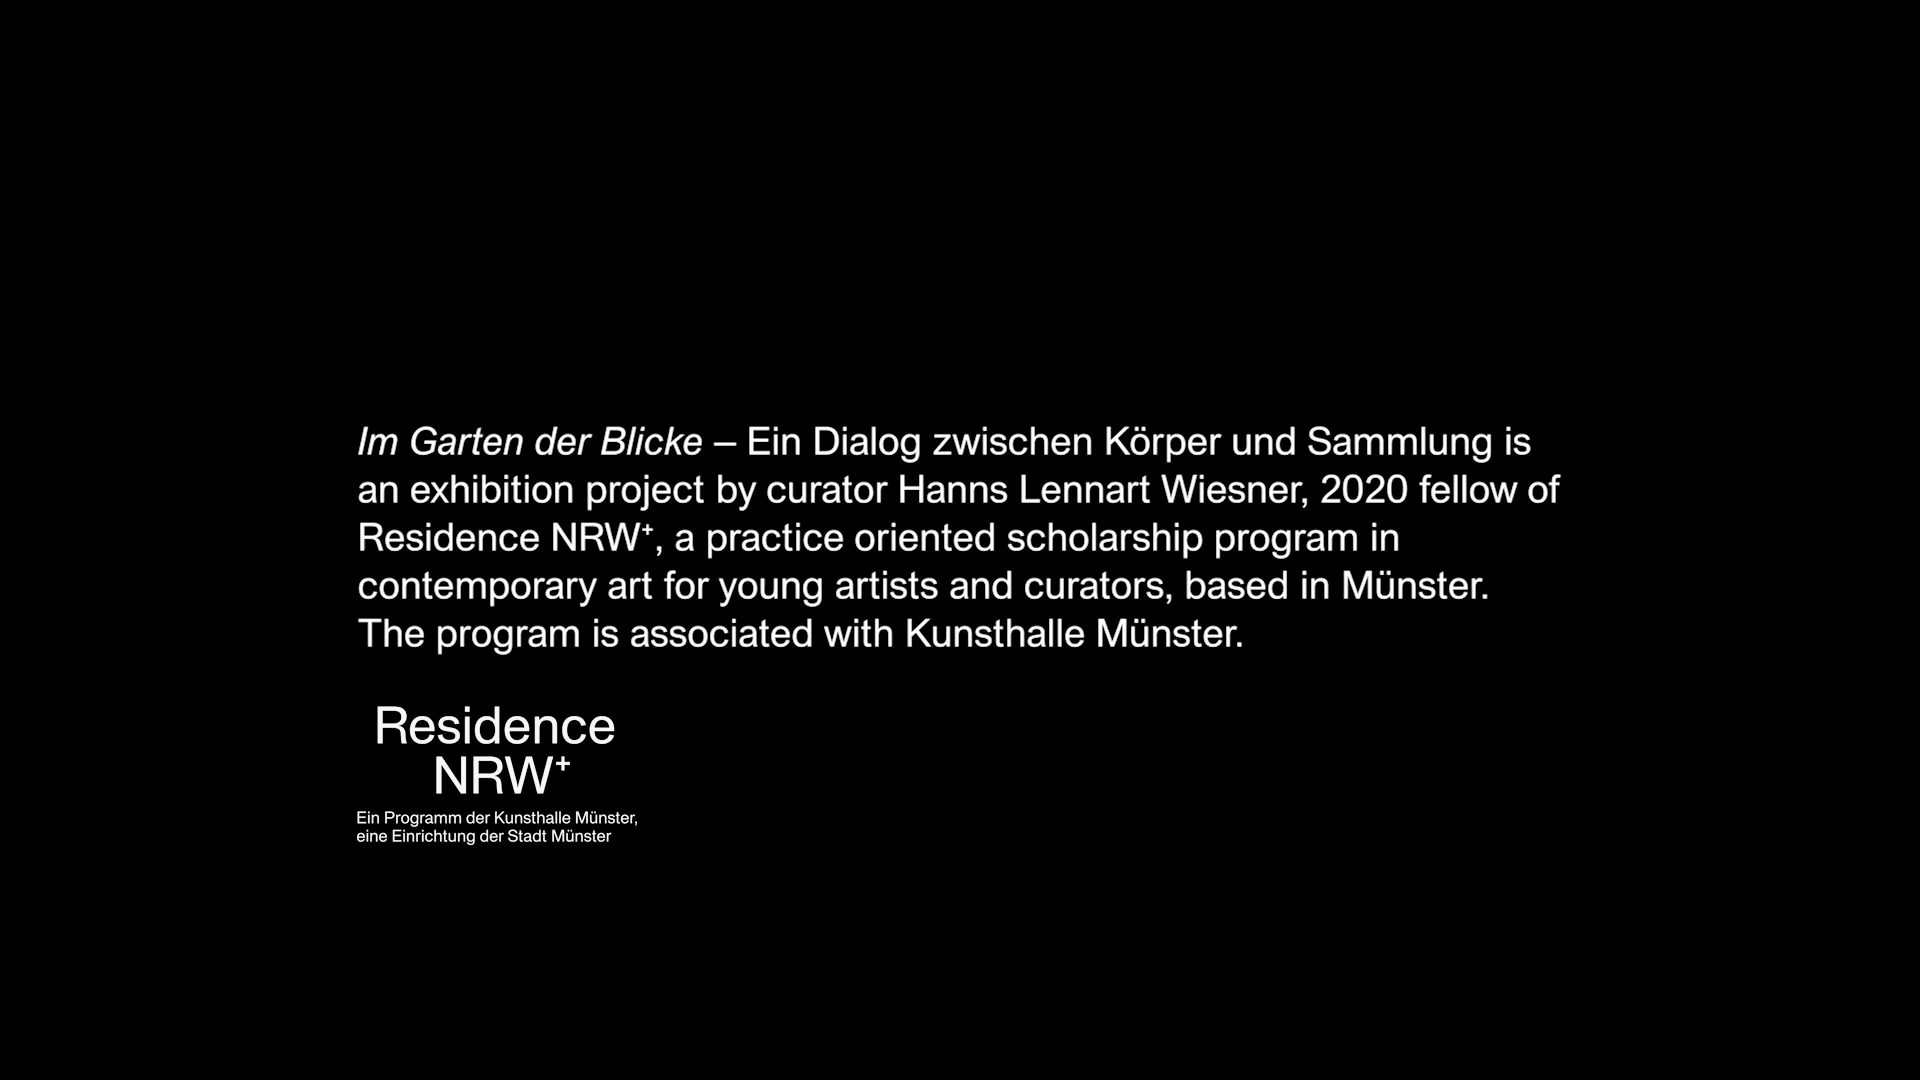 Im Garten der Blicke – Ein Dialog zwischen Körper und Sammlung is
an exhibition project by curator Hanns Lennart Wiesner, 2020 fellow of
Residence NRW⁺, a practice oriented scholarship program in
contemporary art for young artists and curators, based in Münster.
The program is associated with Kunsthalle Münster.
Residence
NRW⁺
Ein Programm der Kunsthalle Münster,
eine Einrichtung der Stadt Münster